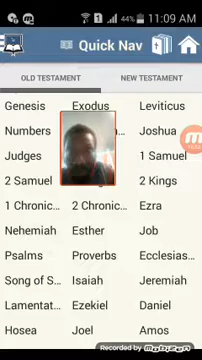 44% 11:09 AM
Quick Nav
OLD TESTAMENT NEW TESTAMENT
Genesis Exodus Leviticus
Numbers Joshua
Judges 1 Samuel
2 Samuel 2 Kings
1 Chronic... 2 Chronic... Ezra
Nehemiah Esther Job
Psalms Proverbs Ecclesias...
Song of S... Isaiah Jeremiah
Lamentat... Ezekiel Daniel
Hosea Joel Amos
Recorded by Mobizen